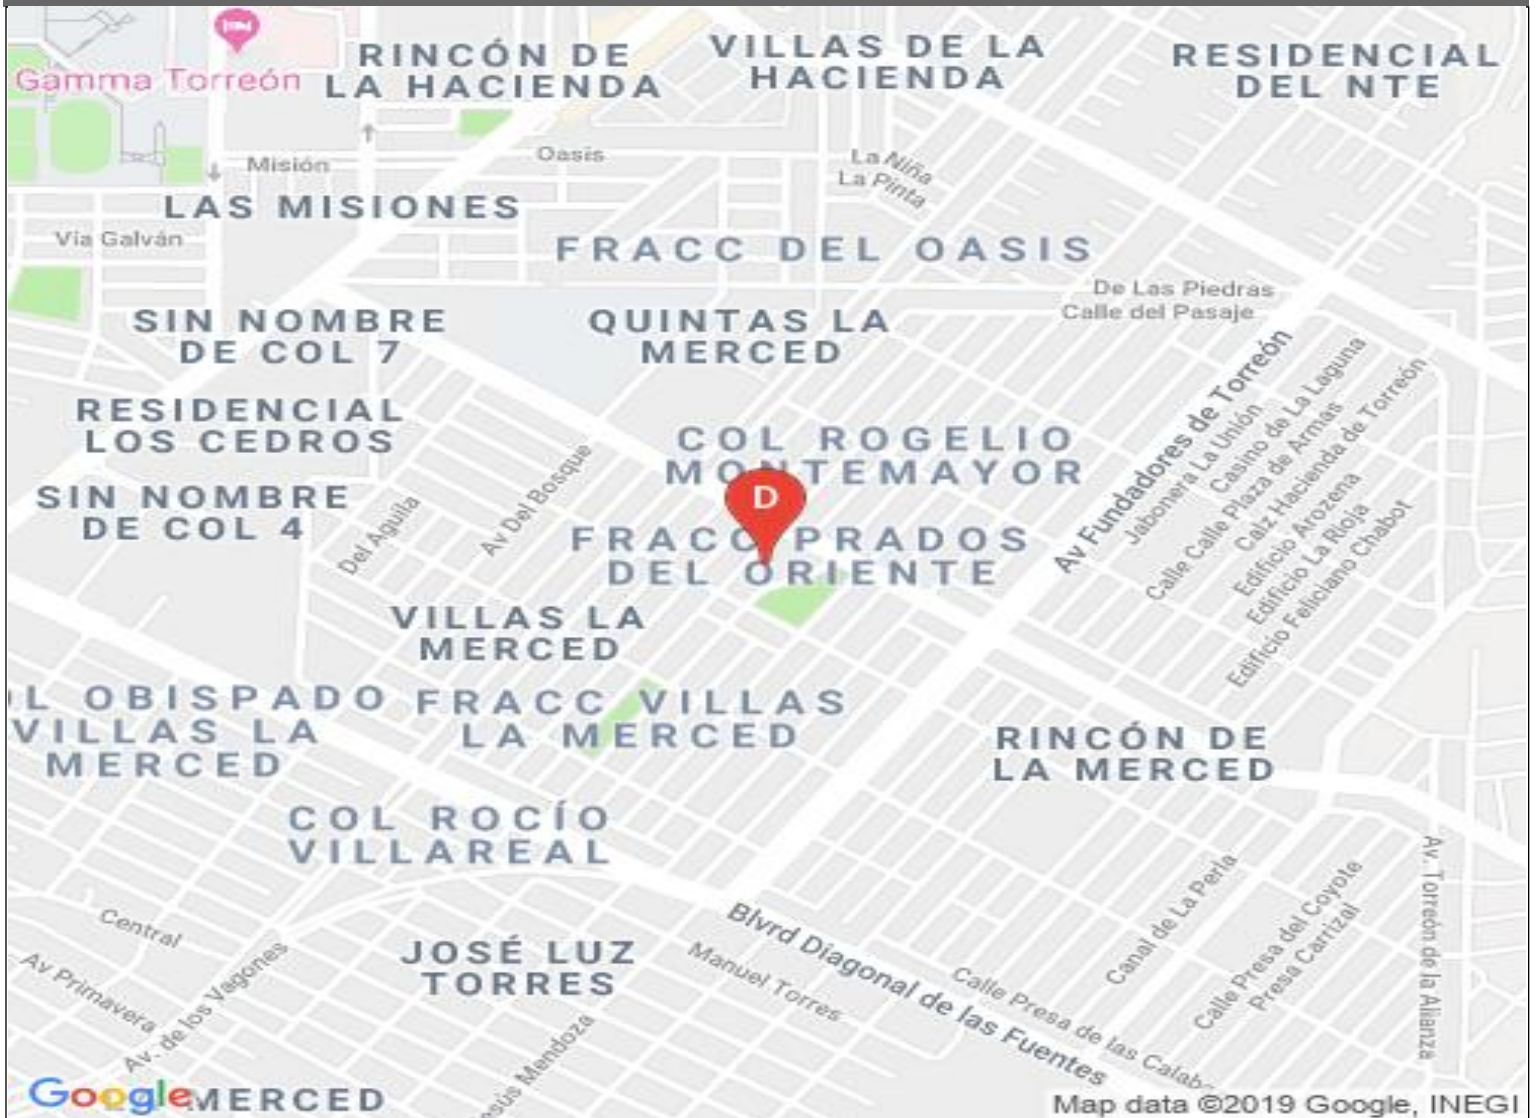 RINCÓN DE
LA HACIENDA
VILLAS DE LA
HACIENDA
RESIDENCIAL
DEL NTE
Gamma Torreón
Misión
Oasis
La Niña
La Pinta
LAS MISIONES
Vía Galván
FRACC DEL OASIS
De Las Piedras
Calle del Pasaje
SIN NOMBRE
DE COL 7
QUINTAS LA
MERCED
RESIDENCIAL
LOS CEDROS
COL ROGELIO
MONTEMAYOR
Av Fundadores de Torreón
Jabonera La Unión
Casino de La Laguna
Calle Calle Plaza de Armas
Calz Hacienda de Torreón
Edificio Arozena
Edificio La Rioja
Edificio Feliciano Chabot
SIN NOMBRE
DE COL 4
Del Aguila
Av Del Bosque
D
FRACC PRADOS
DEL ORIENTE
VILLAS LA
MERCED
L OBISPADO
VILLAS LA
MERCED
FRACC VILLAS
LA MERCED
RINCÓN DE
LA MERCED
COL ROCÍO
VILLAREAL
Central
Av Primavera
Av. de los Vagones
JOSÉ LUZ
TORRES
Manuel Torres
Blvrd Diagonal de las Fuentes
Calle Presa de las Calab
Canal de La Perla
Calle Presa del Coyote
Presa Carrizal
Av. Torreón de la Alianza
esús Mendoza
Google
MERCED
Map data ©2019 Google, INEGI